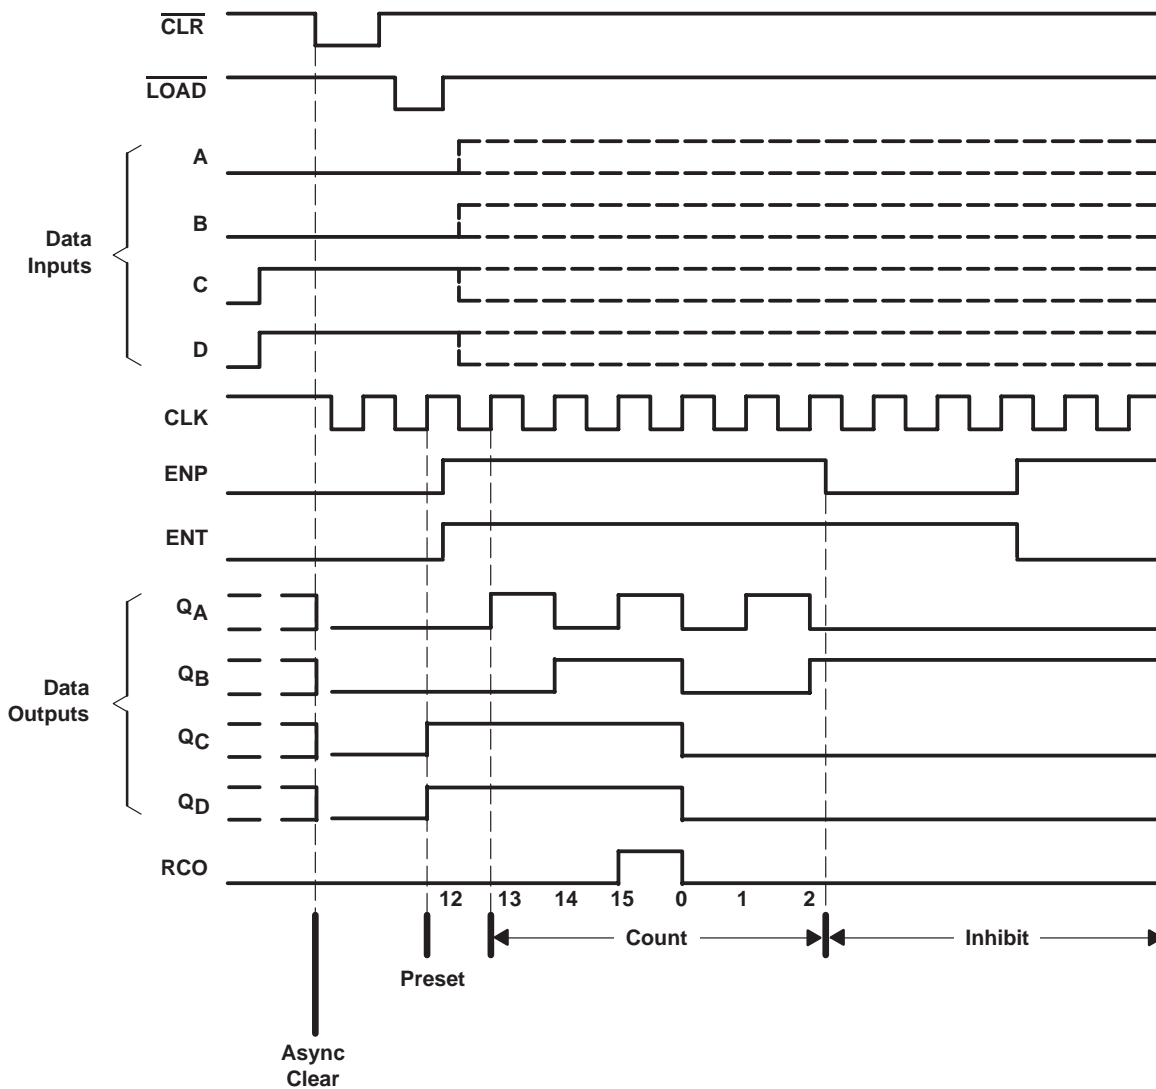 CLR
LOAD
A
B
Data
Inputs
C
D
CLK
ENP
ENT
QA
QB
Data
Outputs
QC
QD
RCO
12 13 14 15 0 1 2
Count Inhibit
Preset
Async
Clear